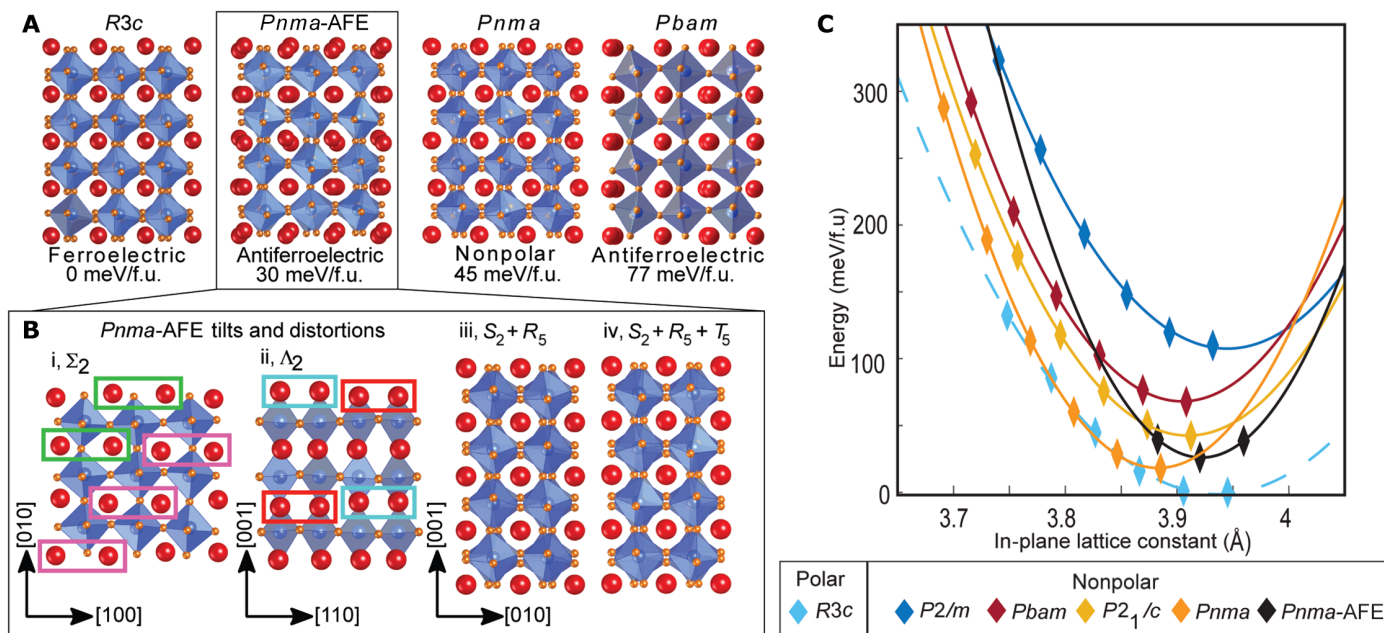 A
R3c
Pnma-AFE
Pnma
Pbam
Ferroelectric
0 meV/f.u.
Antiferroelectric
30 meV/f.u.
Nonpolar
45 meV/f.u.
Antiferroelectric
77 meV/f.u.
B
Pnma-AFE tilts and distortions
i, Σ2
ii, Λ2
iii, S2 + R5
iv, S2 + R5 + T5
[010]
[100]
[001]
[110]
[001]
[010]
C
Energy (meV/f.u)
300
200
100
0
3.7
3.8
3.9
4
In-plane lattice constant (Å)
Polar
R3c
Nonpolar
P2/m
Pbam
P21/c
Pnma
Pnma-AFE